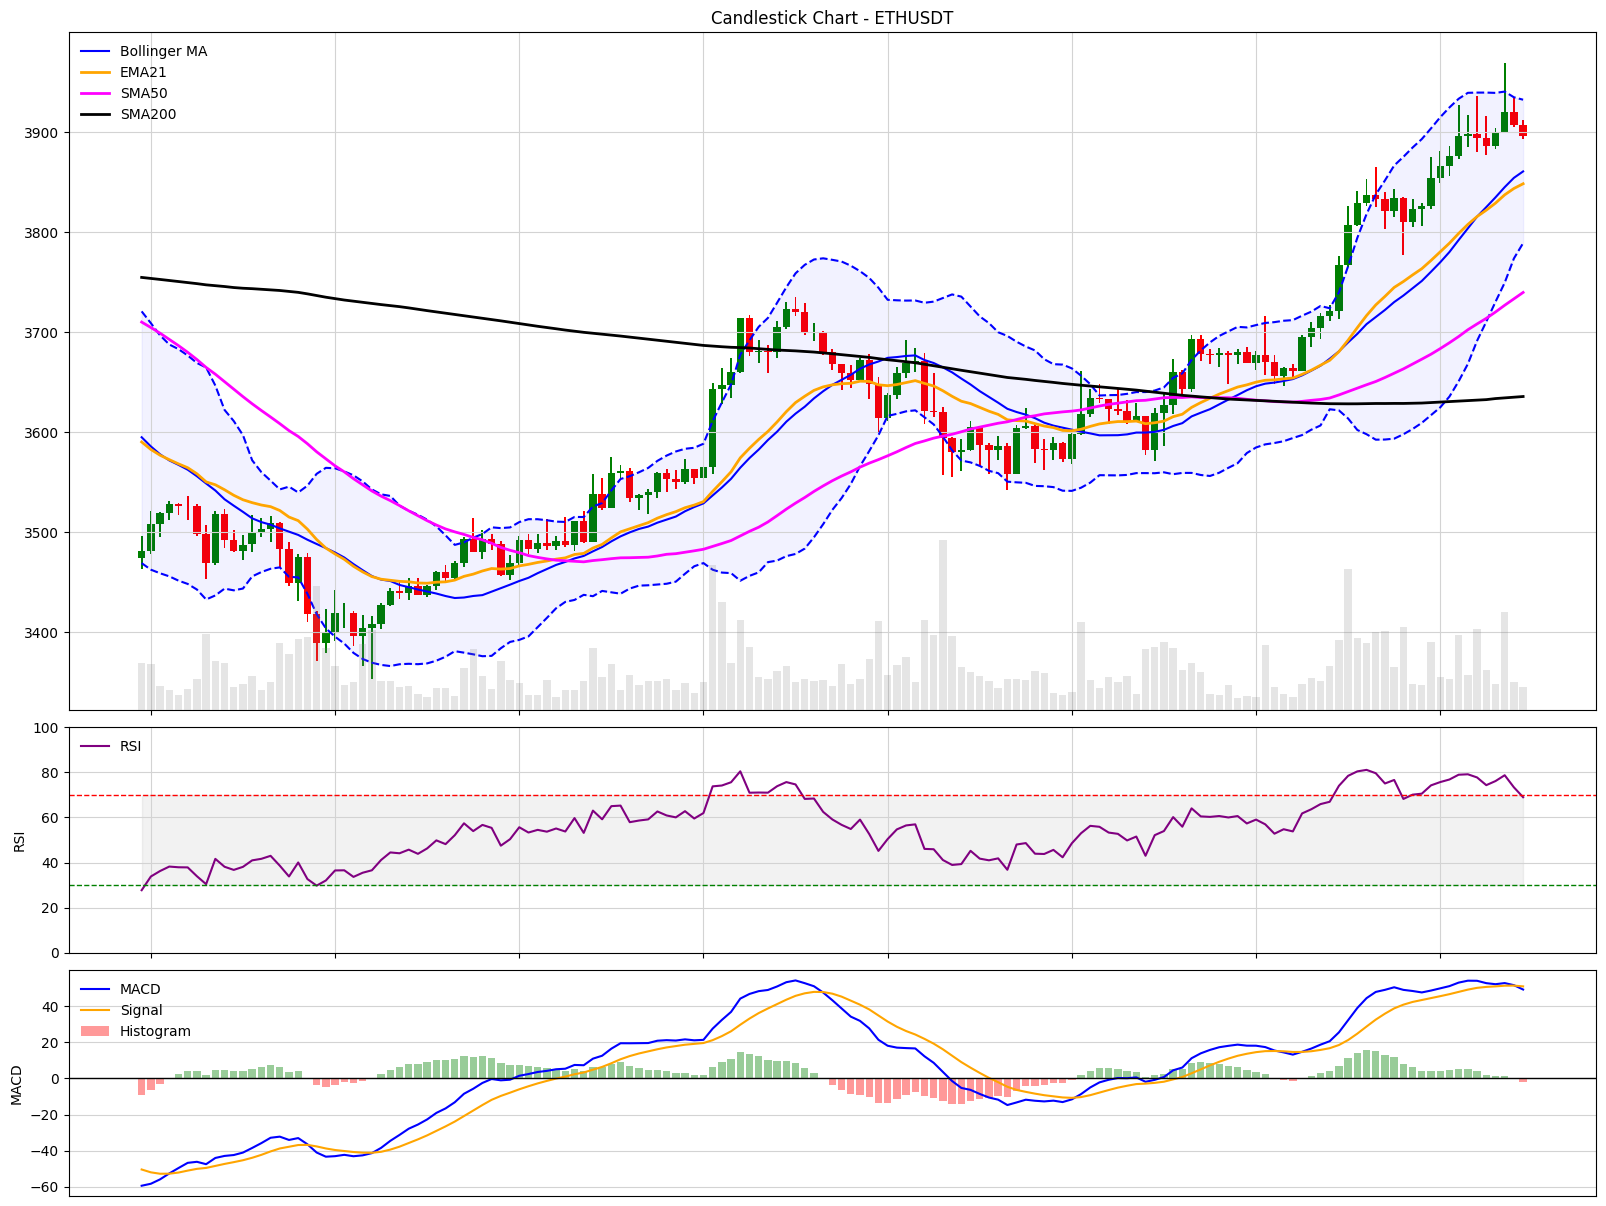 Candlestick Chart - ETHUSDT
Bollinger MA
EMA21
SMA50
SMA200
3900
3800
3700
3600
3500
3400
RSI
100
80
60
40
20
0
RSI
MACD
Signal
Histogram
40
20
0
−20
−40
−60
MACD